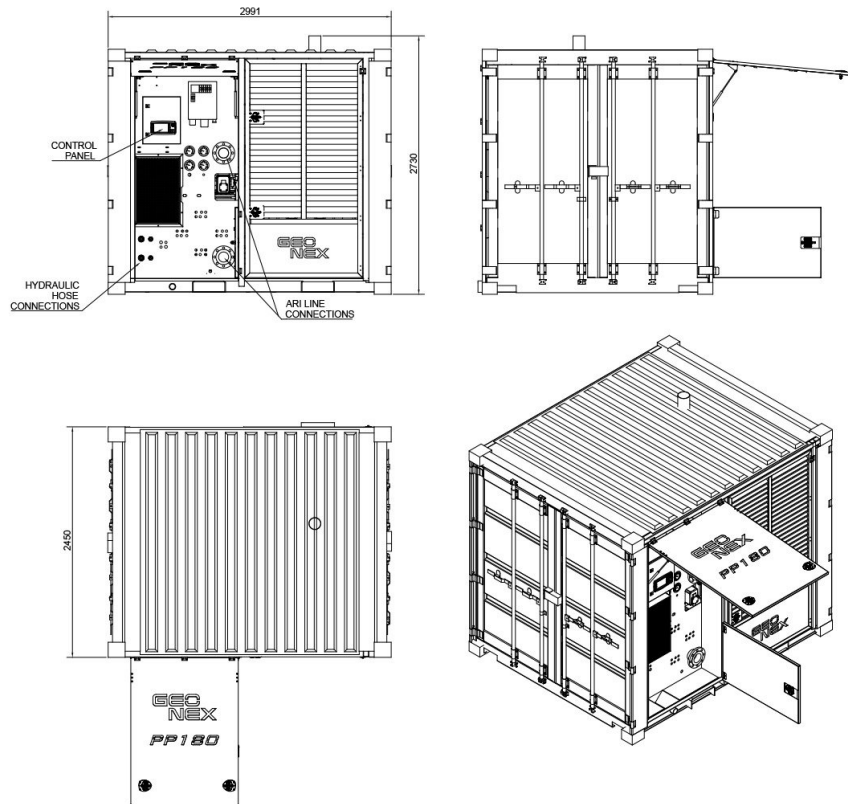 2991
PP180
CONTROL
PANEL
2730
GEO
NEX
HYDRAULIC
HOSE
CONNECTIONS
ARI LINE
CONNECTIONS
2450
GEO
NEX
PP180
GEO
NEX
PP180
GEO
NEX